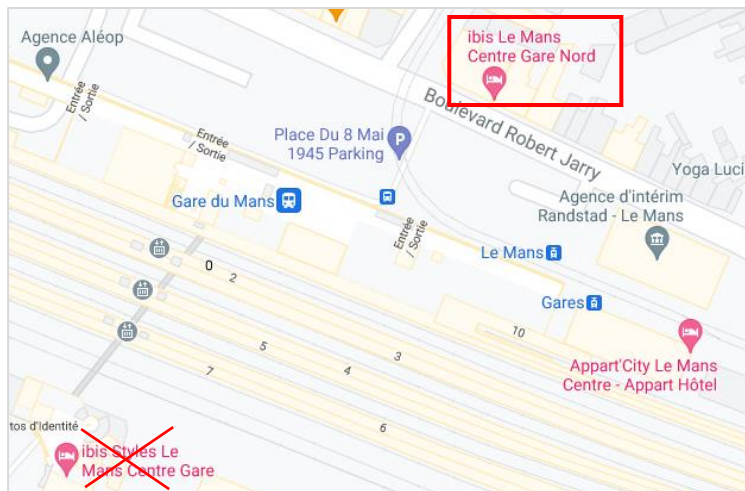 ibis Le Mans
Centre Gare Nord
Agence Aléop
Entrée
/ Sortie
Boulevard Robert Jarry
Entrée
/ Sortie
Place Du 8 Mai
1945 Parking
P
Yoga Luci
Gare du Mans
Agence d'intérim
Randstad - Le Mans
Entrée
/ Sortie
Le Mans
0
2
Gares
10
5
3
4
7
Appart'City Le Mans
Centre - Appart Hôtel
6
tos d'Identité
ibis Styles Le
Mans Centre Gare